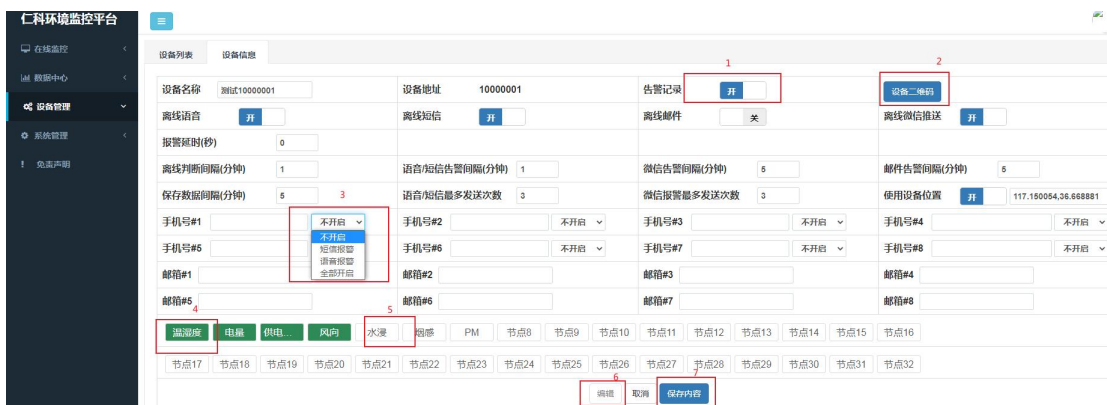 仁科环境监控平台
在线监控
数据中心
设备管理
系统管理
免责声明
设备列表 设备信息
1 2
设备名称 测试10000001 设备地址 10000001 告警记录 开 设备二维码
离线语音 开 离线短信 开 离线邮件 关 离线微信推送 开
报警延时(秒) 0
离线判断间隔(分钟) 1 语音/短信告警间隔(分钟) 1 微信告警间隔(分钟) 5 邮件告警间隔(分钟) 5
保存数据间隔(分钟) 5 3 语音/短信最多发送次数 3 微信报警最多发送次数 3 使用设备位置 开 117.150054,36.668881
手机号#1 不开启 手机号#2 不开启 手机号#3 不开启 手机号#4 不开启
不开启
短信报警
语音报警
全部开启
手机号#5 手机号#6 不开启 手机号#7 不开启 手机号#8 不开启
邮箱#1 邮箱#2 邮箱#3 邮箱#4
邮箱#5 邮箱#6 邮箱#7 邮箱#8
4 5
温湿度 电量 供电... 风向 水浸 烟感 PM 节点8 节点9 节点10 节点11 节点12 节点13 节点14 节点15 节点16
节点17 节点18 节点19 节点20 节点21 节点22 节点23 节点24 节点25 节点26 节点27 节点28 节点29 节点30 节点31 节点32
6 7
编辑 取消 保存内容